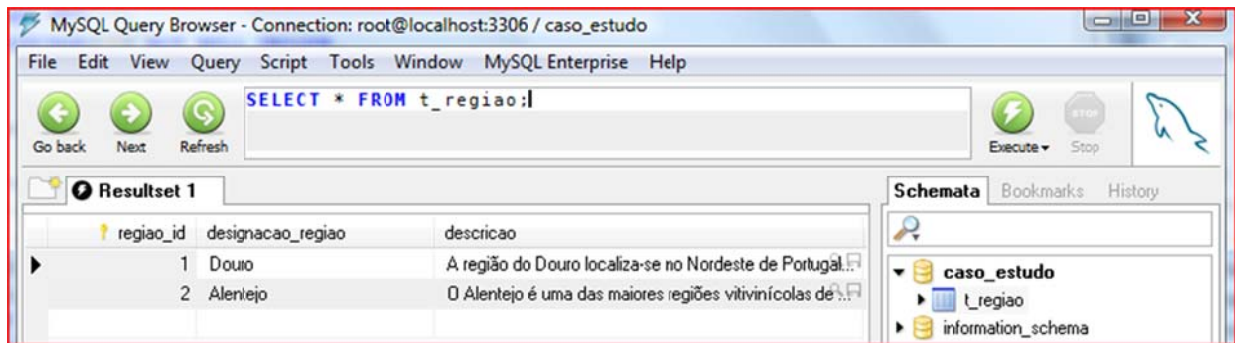 MySQL Query Browser - Connection: root@localhost:3306 / caso_estudo
File Edit View Query Script Tools Window MySQL Enterprise Help
SELECT * FROM t_regiao;
Go back Next Refresh Execute Stop
Resultset 1
Schemata Bookmarks History
regiao_id designacao_regiao descricao
1 Douro A região do Douro localiza-se no Nordeste de Portugal...
2 Alentejo O Alentejo é uma das maiores regiões vitivinícolas de ...
caso_estudo
t_regiao
information_schema